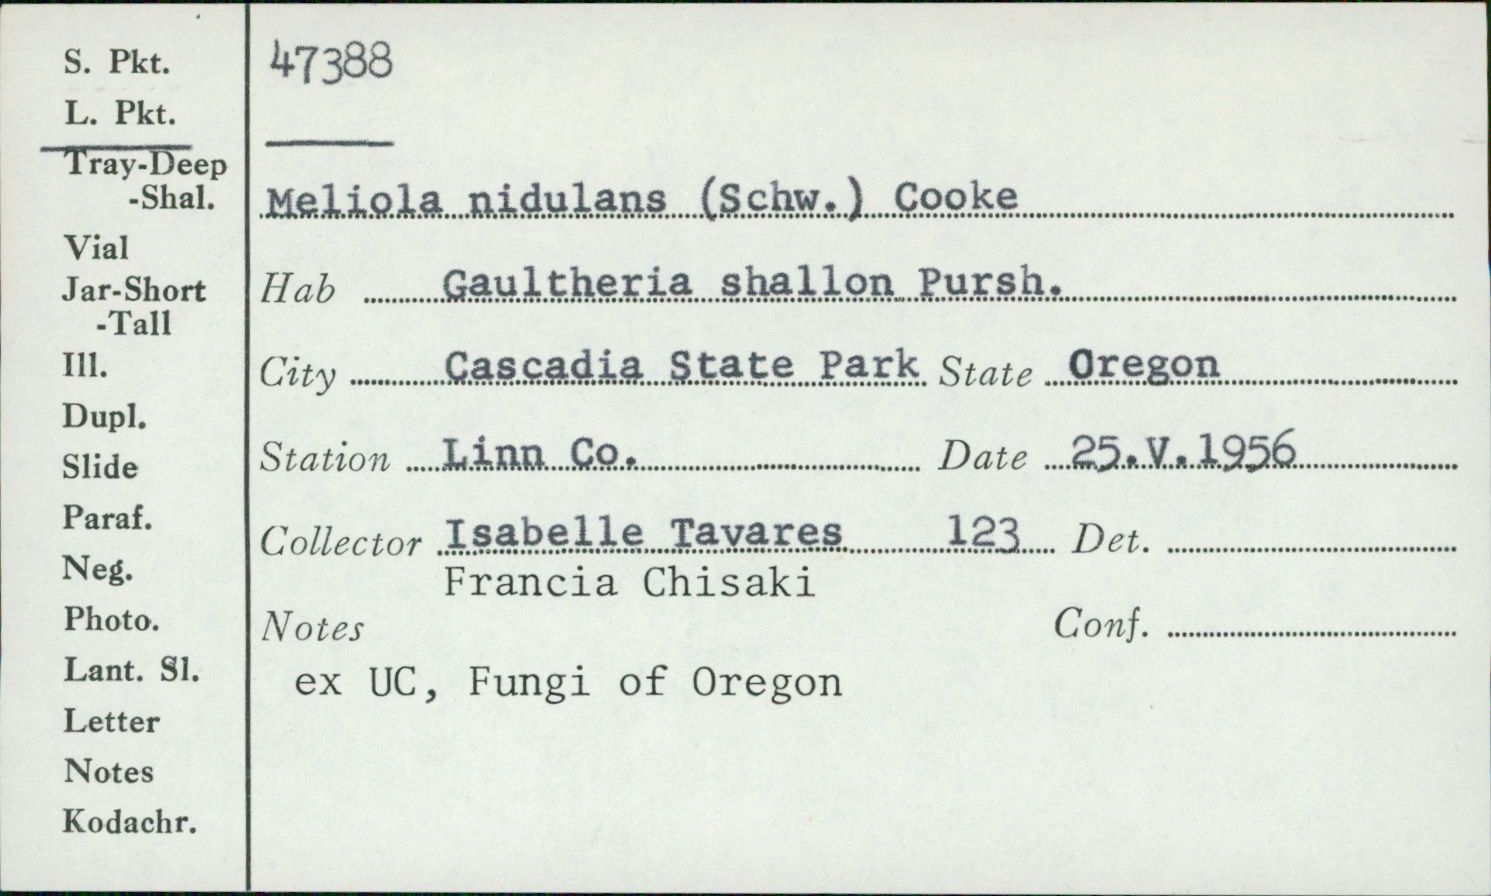 S. Pkt.
L. Pkt.
Tray-Deep
-Shal.
Vial
Jar-Short
-Tall
Ill.
Dupl.
Slide
Paraf.
Neg.
Photo.
Lant. Sl.
Letter
Notes
Kodachr.
47388
Meliola nidulans (Schw.) Cooke
Hab Gaultheria shallon Pursh.
City Cascadia State Park State Oregon
Station Linn Co. Date 25.V.1956
Collector Isabelle Tavares 123 Det.
Francia Chisaki
Notes Conf.
ex UC, Fungi of Oregon